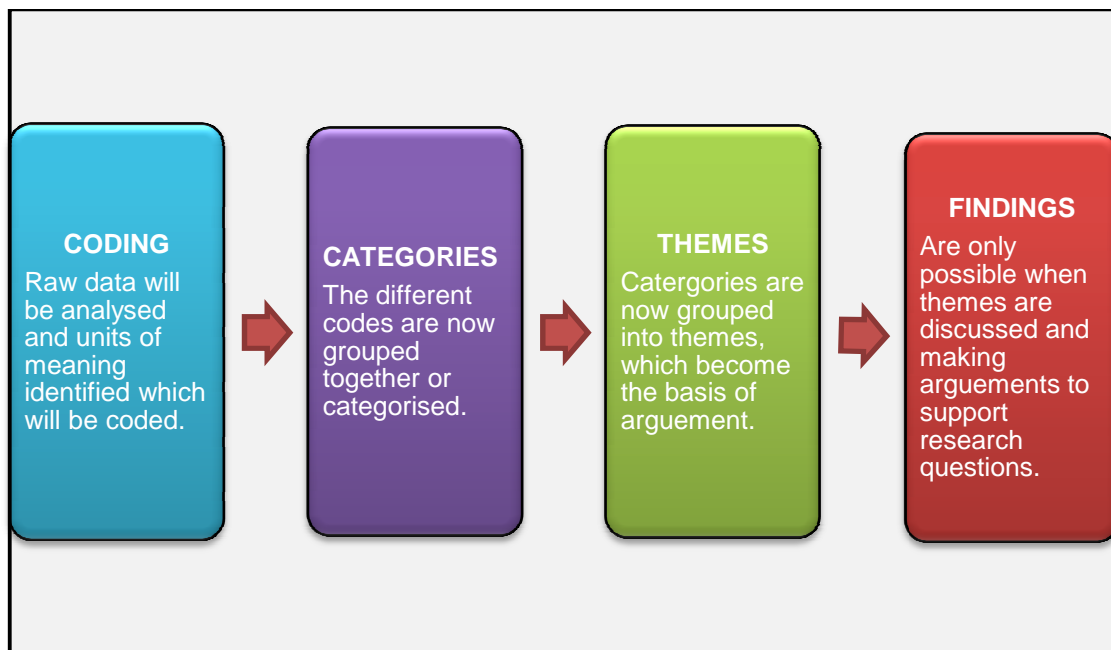 CODING
Raw data will
be analysed
and units of
meaning
identified which
will be coded.
CATEGORIES
The different
codes are now
grouped
together or
categorised.
THEMES
Catergories are
now grouped
into themes,
which become
the basis of
arguement.
FINDINGS
Are only
possible when
themes are
discussed and
making
arguements to
support
research
questions.